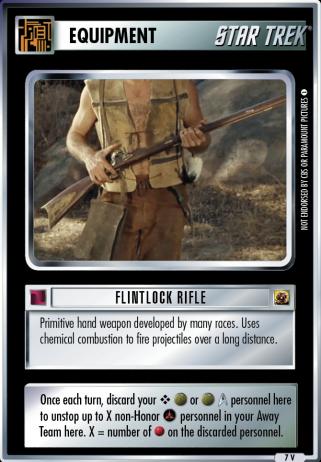 EQUIPMENT
STAR TREK
NOT ENDORSED BY CBS OR PARAMOUNT PICTURES
FLINTLOCK RIFLE
Primitive hand weapon developed by many races. Uses
chemical combustion to fire projectiles over a long distance.
Once each turn, discard your or personnel here
to unstop up to X non-Honor personnel in your Away
Team here. X = number of on the discarded personnel.
7 V